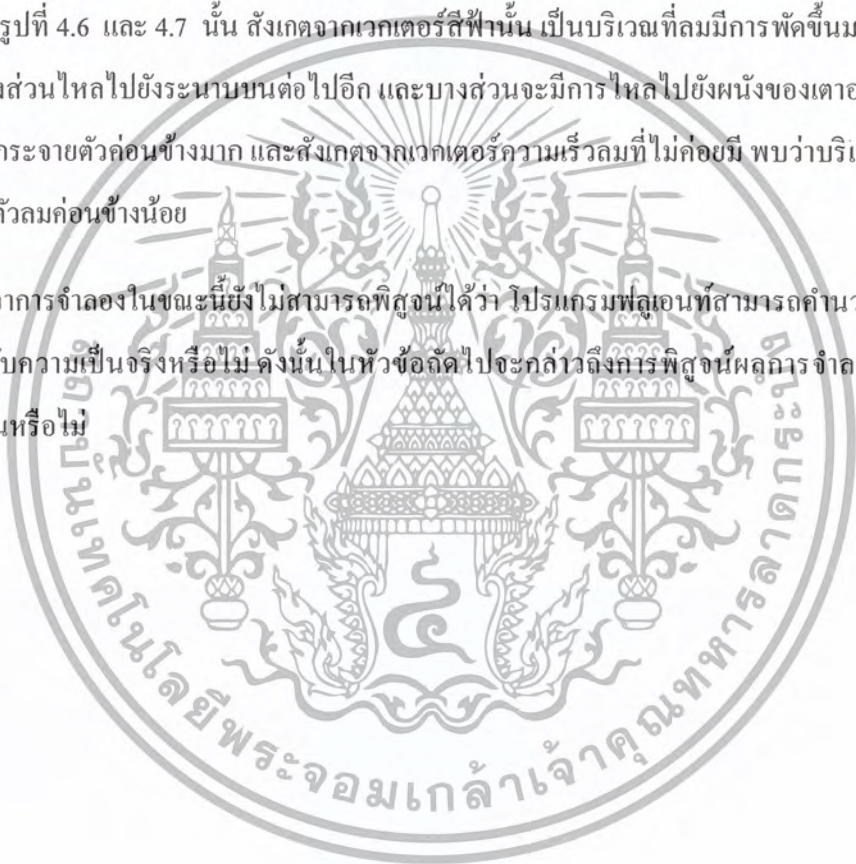 รูปที่ 4.6 และ 4.7 นั้น สังเกตจากเวกเตอร์สีฟ้านั้น เป็นบริเวณที่ลมมีการพัดขึ้น
ส่วนไหลไปยังระนาบบนต่อไปอีก และบางส่วนจะมีการไหลไปยังผนังของเตา
กระจายตัวค่อนข้างมาก และสังเกตจากเวกเตอร์ความเร็วลมที่ไม่ค่อยมี พบว่า
ตัวลมค่อนข้างน้อย
การจำลองในขณะนี้ยังไม่สามารถพิสูจน์ได้ว่า โปรแกรมฟลูเอนท์สามารถ
ความเป็นจริงหรือไม่ ดังนั้นในหัวข้อถัดไปจะกล่าวถึงการพิสูจน์ผลการ
หรือไม่
สถาบันเทคโนโลยีพระจอมเกล้าเจ้าคุณทหารลาดกระบัง